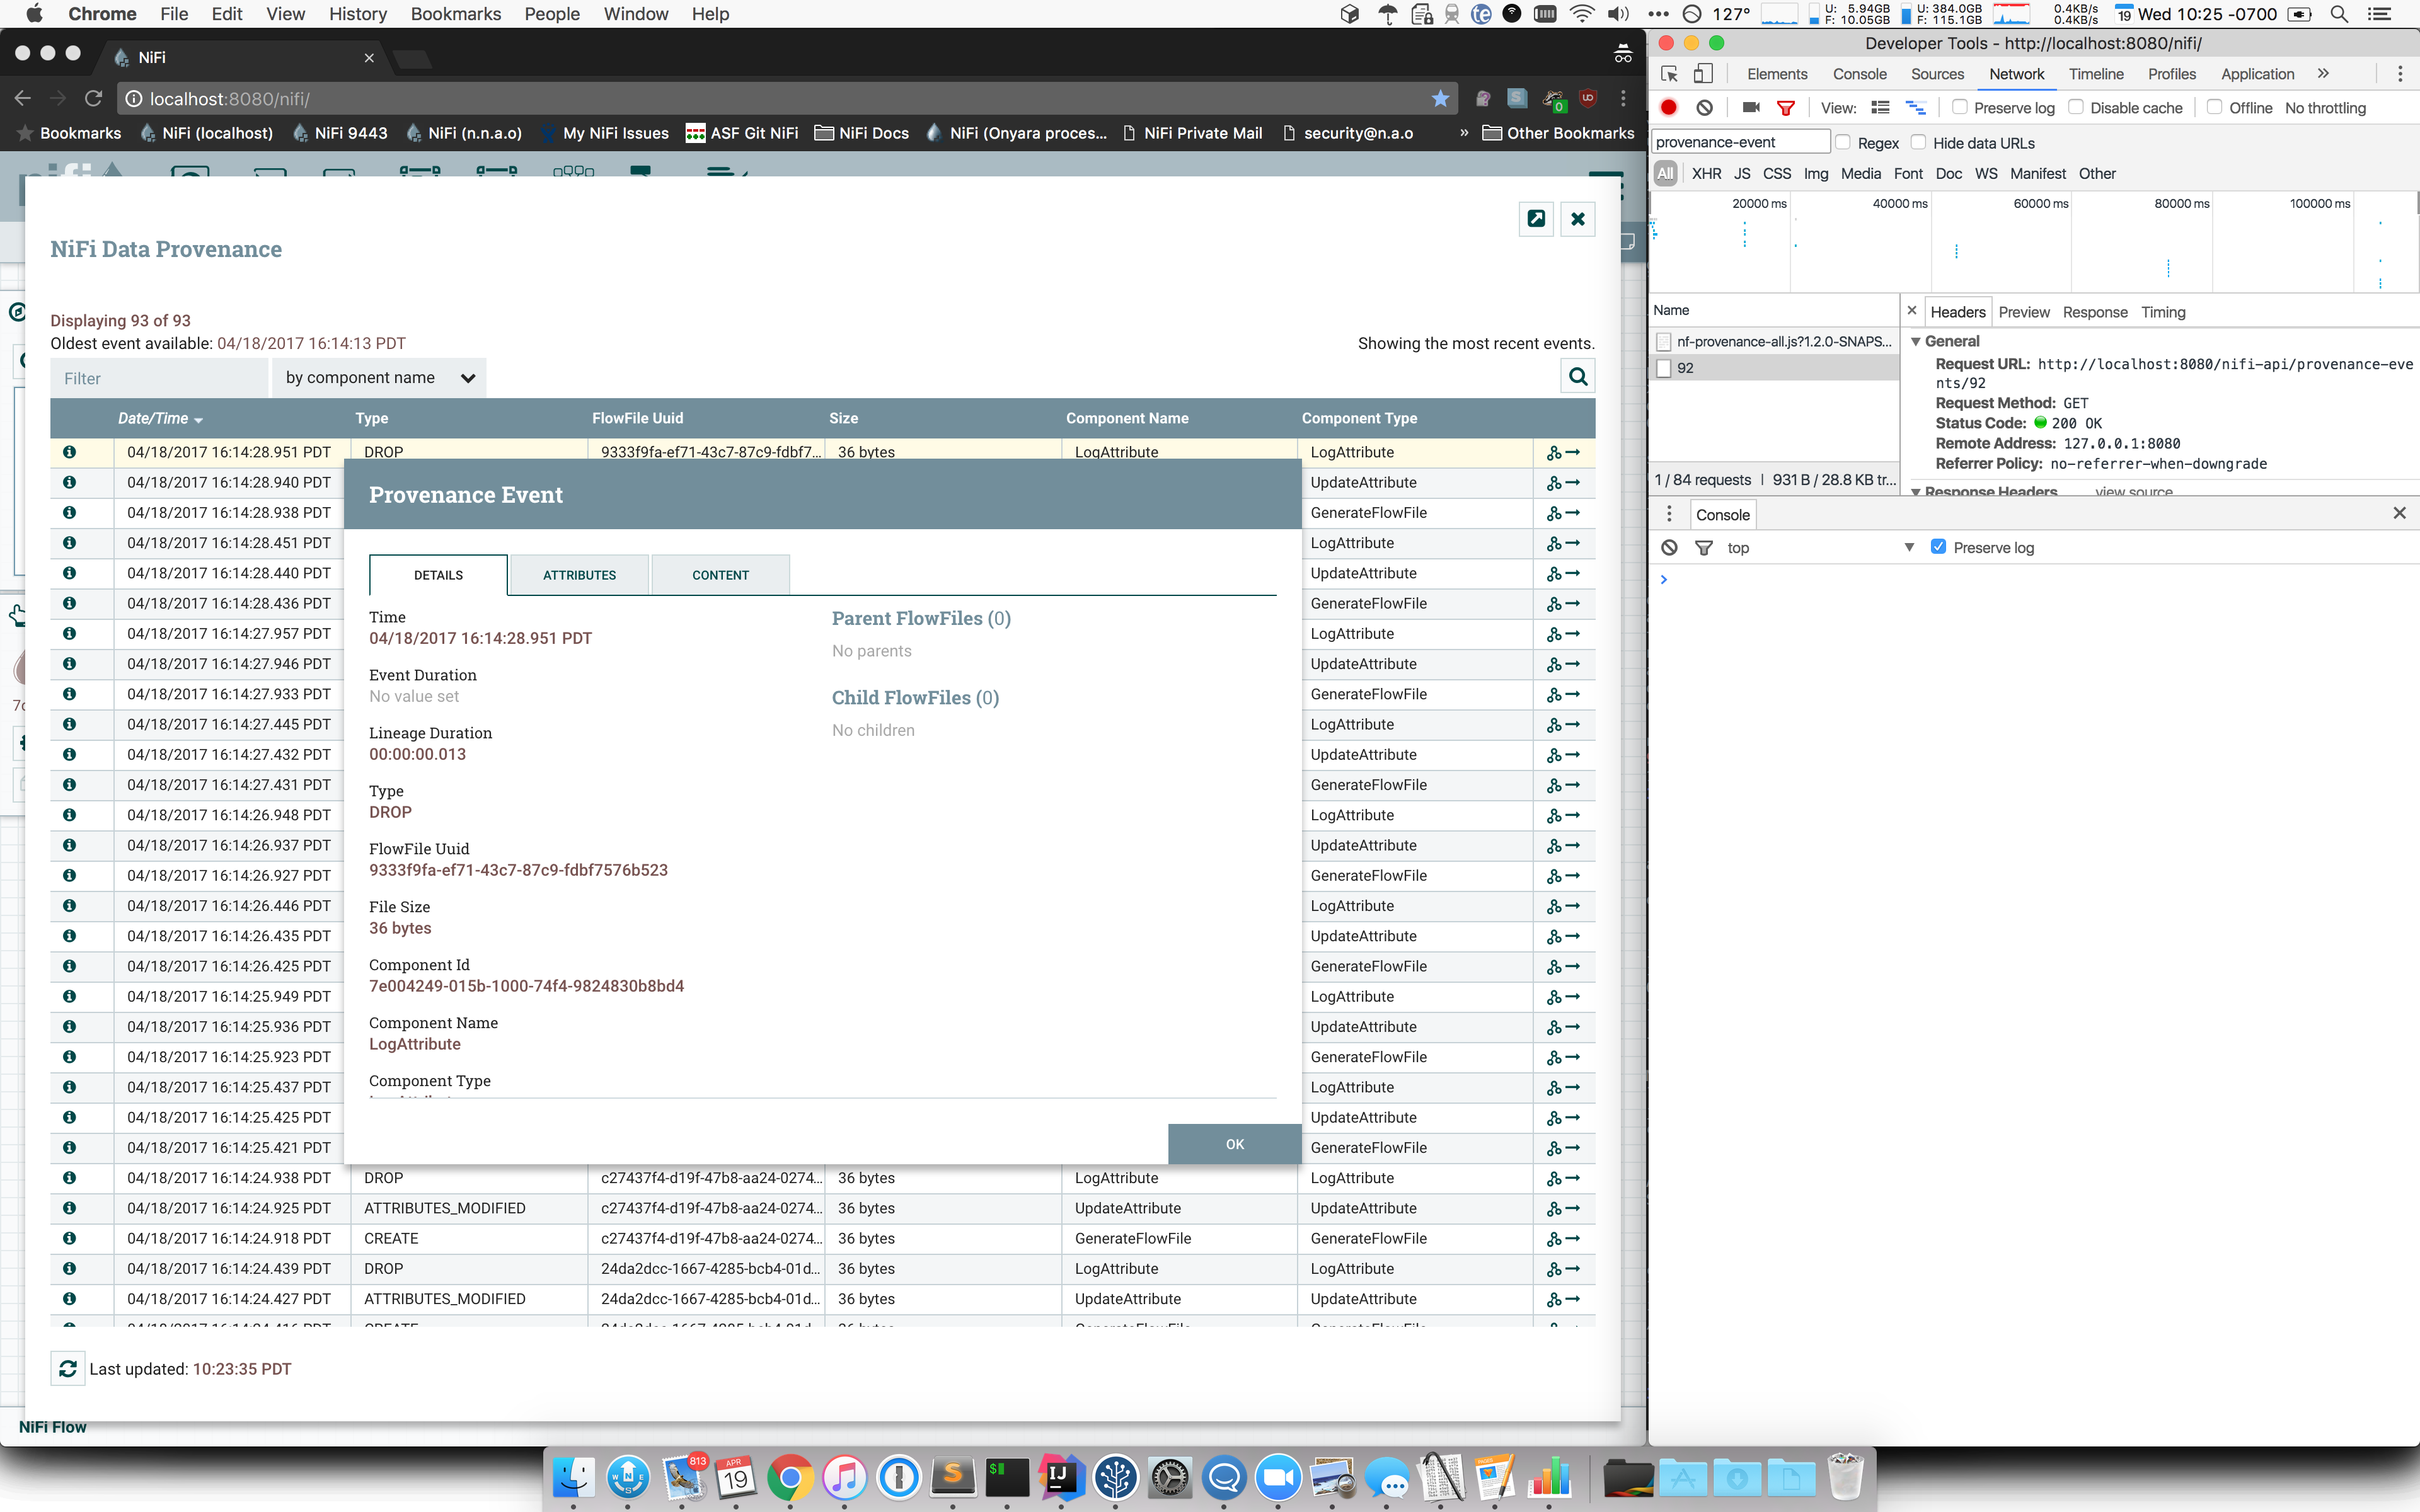 Chrome File Edit View History Bookmarks People Window Help
127° U: 5.94GB F: 10.05GB U: 384.0GB F: 115.1GB 0.4KB/s 0.4KB/s 19 Wed 10:25 -0700
NiFi
localhost:8080/nifi/
Bookmarks NiFi (localhost) NiFi 9443 NiFi (n.n.a.o) My NiFi Issues ASF Git NiFi NiFi Docs NiFi (Onyara proces... NiFi Private Mail security@n.a.o » Other Bookmarks
NiFi Data Provenance
Displaying 93 of 93
Oldest event available: 04/18/2017 16:14:13 PDT
Showing the most recent events.
Filter by component name
Date/Time Type FlowFile Uuid Size Component Name Component Type
04/18/2017 16:14:28.951 PDT DROP 9333f9fa-ef71-43c7-87c9-fdbf7... 36 bytes LogAttribute LogAttribute
04/18/2017 16:14:28.940 PDT UpdateAttribute
04/18/2017 16:14:28.938 PDT GenerateFlowFile
04/18/2017 16:14:28.451 PDT LogAttribute
04/18/2017 16:14:28.440 PDT UpdateAttribute
04/18/2017 16:14:28.436 PDT GenerateFlowFile
04/18/2017 16:14:27.957 PDT LogAttribute
04/18/2017 16:14:27.946 PDT UpdateAttribute
04/18/2017 16:14:27.933 PDT GenerateFlowFile
04/18/2017 16:14:27.445 PDT LogAttribute
04/18/2017 16:14:27.432 PDT UpdateAttribute
04/18/2017 16:14:27.431 PDT GenerateFlowFile
04/18/2017 16:14:26.948 PDT LogAttribute
04/18/2017 16:14:26.937 PDT UpdateAttribute
04/18/2017 16:14:26.927 PDT GenerateFlowFile
04/18/2017 16:14:26.446 PDT LogAttribute
04/18/2017 16:14:26.435 PDT UpdateAttribute
04/18/2017 16:14:26.425 PDT GenerateFlowFile
04/18/2017 16:14:25.949 PDT LogAttribute
04/18/2017 16:14:25.936 PDT UpdateAttribute
04/18/2017 16:14:25.923 PDT GenerateFlowFile
04/18/2017 16:14:25.437 PDT LogAttribute
04/18/2017 16:14:25.425 PDT UpdateAttribute
04/18/2017 16:14:25.421 PDT GenerateFlowFile
04/18/2017 16:14:24.938 PDT DROP c27437f4-d19f-47b8-aa24-0274... 36 bytes LogAttribute LogAttribute
04/18/2017 16:14:24.925 PDT ATTRIBUTES_MODIFIED c27437f4-d19f-47b8-aa24-0274... 36 bytes UpdateAttribute UpdateAttribute
04/18/2017 16:14:24.918 PDT CREATE c27437f4-d19f-47b8-aa24-0274... 36 bytes GenerateFlowFile GenerateFlowFile
04/18/2017 16:14:24.439 PDT DROP 24da2dcc-1667-4285-bcb4-01d... 36 bytes LogAttribute LogAttribute
04/18/2017 16:14:24.427 PDT ATTRIBUTES_MODIFIED 24da2dcc-1667-4285-bcb4-01d... 36 bytes UpdateAttribute UpdateAttribute
Provenance Event
DETAILS ATTRIBUTES CONTENT
Time
04/18/2017 16:14:28.951 PDT
Event Duration
No value set
Lineage Duration
00:00:00.013
Type
DROP
FlowFile Uuid
9333f9fa-ef71-43c7-87c9-fdbf7576b523
File Size
36 bytes
Component Id
7e004249-015b-1000-74f4-9824830b8bd4
Component Name
LogAttribute
Component Type
Parent FlowFiles (0)
No parents
Child FlowFiles (0)
No children
OK
Last updated: 10:23:35 PDT
NiFi Flow
Developer Tools - http://localhost:8080/nifi/
Elements Console Sources Network Timeline Profiles Application »
View: Preserve log Disable cache Offline No throttling
provenance-event Regex Hide data URLs
All XHR JS CSS Img Media Font Doc WS Manifest Other
20000 ms 40000 ms 60000 ms 80000 ms 100000 ms
Name
nf-provenance-all.js?1.2.0-SNAPS...
92
1 / 84 requests | 931 B / 28.8 KB tr...
Headers Preview Response Timing
General
Request URL: http://localhost:8080/nifi-api/provenance-eve
nts/92
Request Method: GET
Status Code: 200 OK
Remote Address: 127.0.0.1:8080
Referrer Policy: no-referrer-when-downgrade
Response Headers view source
Console
top Preserve log
813
APR 19